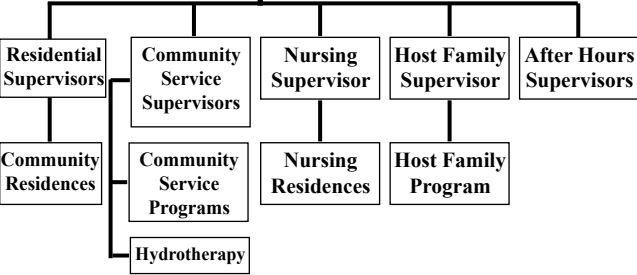 Residential
Supervisors
Community
Service
Supervisors
Nursing
Supervisor
Host Family
Supervisor
After Hours
Supervisors
Community
Residences
Community
Service
Programs
Nursing
Residences
Host Family
Program
Hydrotherapy